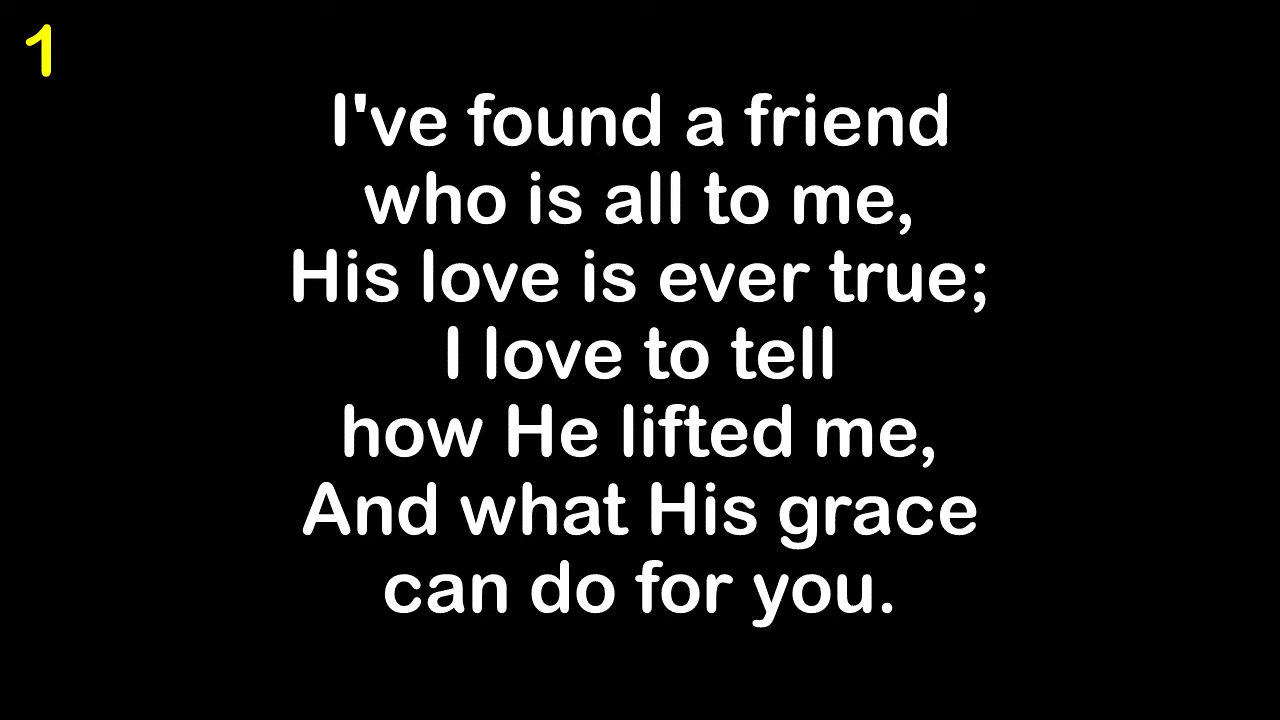 1
I've found a friend
who is all to me,
His love is ever true;
I love to tell
how He lifted me,
And what His grace
can do for you.